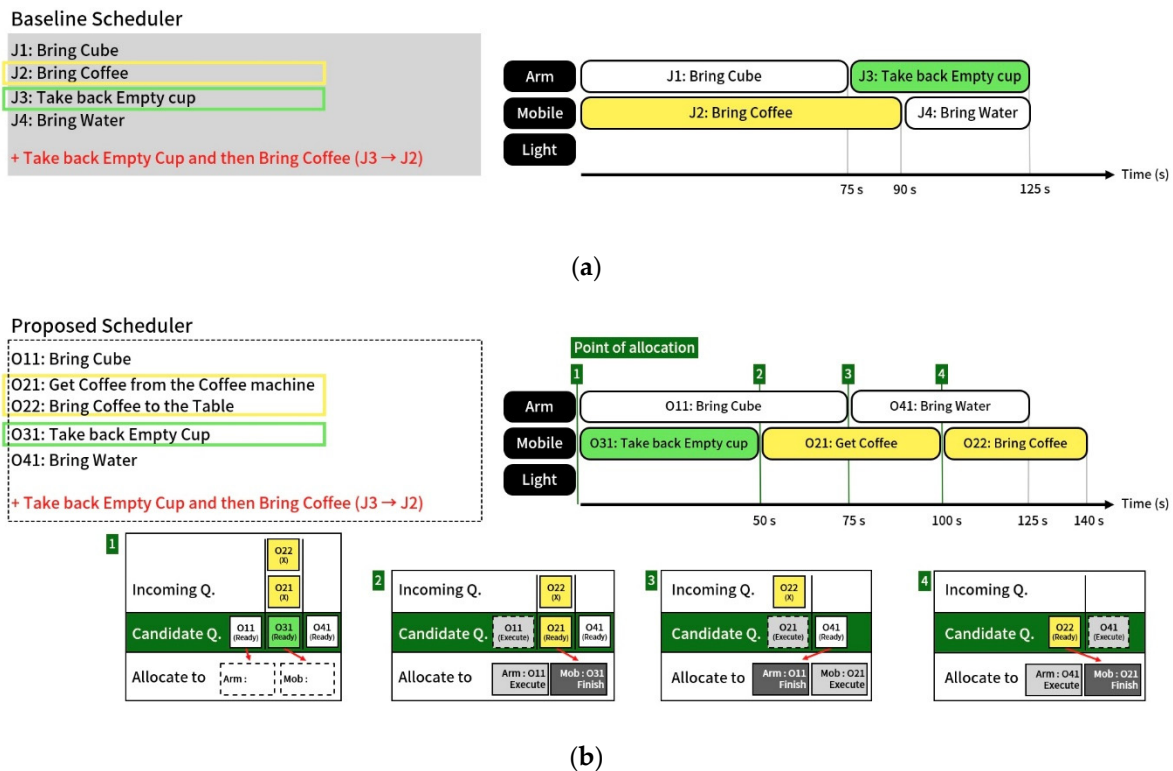 Baseline Scheduler
J1: Bring Cube
J2: Bring Coffee
J3: Take back Empty cup
J4: Bring Water
+ Take back Empty Cup and then Bring Coffee (J3 → J2)
Arm
J1: Bring Cube
J3: Take back Empty cup
Mobile
J2: Bring Coffee
J4: Bring Water
Light
Time (s)
75 s
90 s
125 s
(a)
Proposed Scheduler
O11: Bring Cube
O21: Get Coffee from the Coffee machine
O22: Bring Coffee to the Table
O31: Take back Empty Cup
O41: Bring Water
+ Take back Empty Cup and then Bring Coffee (J3 → J2)
Point of allocation
1
2
3
4
Arm
O11: Bring Cube
O41: Bring Water
Mobile
O31: Take back Empty cup
O21: Get Coffee
O22: Bring Coffee
Light
Time (s)
50 s
75 s
100 s
125 s
140 s
1
O22
(X)
Incoming Q.
O21
(X)
Candidate Q.
O11
(Ready)
O31
(Ready)
O41
(Ready)
Allocate to
Arm :
Mob :
2
Incoming Q.
O22
(X)
Candidate Q.
O11
(Execute)
O21
(Ready)
O41
(Ready)
Allocate to
Arm : O11
Execute
Mob : O31
Finish
3
Incoming Q.
O22
(X)
Candidate Q.
O21
(Execute)
O41
(Ready)
Allocate to
Arm : O11
Finish
Mob : O21
Execute
4
Incoming Q.
Candidate Q.
O22
(Ready)
O41
(Execute)
Allocate to
Arm : O41
Execute
Mob : O21
Finish
(b)